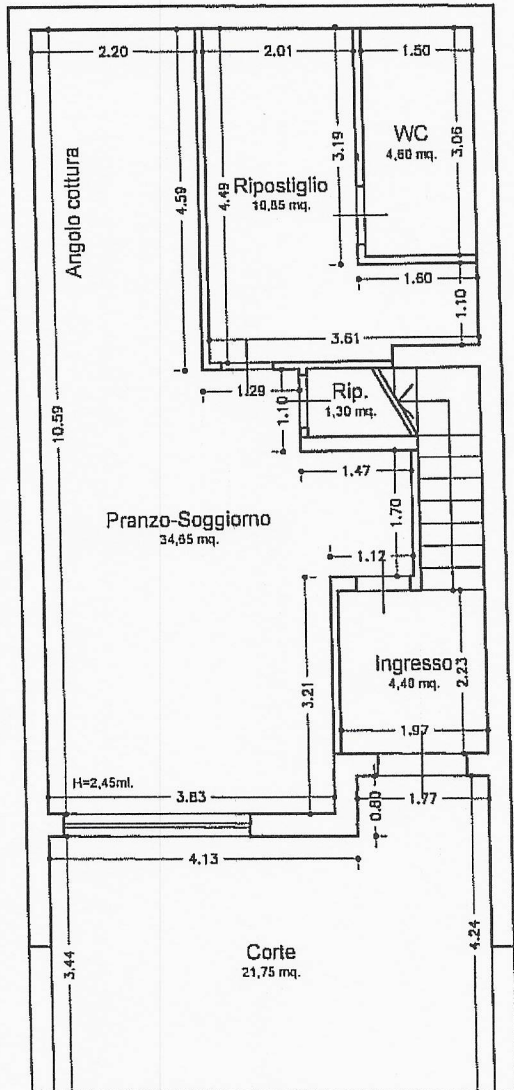 2.20
2.01
1.50
WC
4,60 mq.
3.06
3.19
4.59
4.49
Angolo cottura
Ripostiglio
10,85 mq.
1.60
1.10
3.61
1.29
1.10
Rip.
1,30 mq.
10.59
1.47
Pranzo-Soggiorno
34,65 mq.
1.70
1.12
Ingresso
4,40 mq.
2.23
3.21
1.97
H=2,45ml.
3.83
0.80
1.77
4.13
Corte
21,75 mq.
3.44
4.24